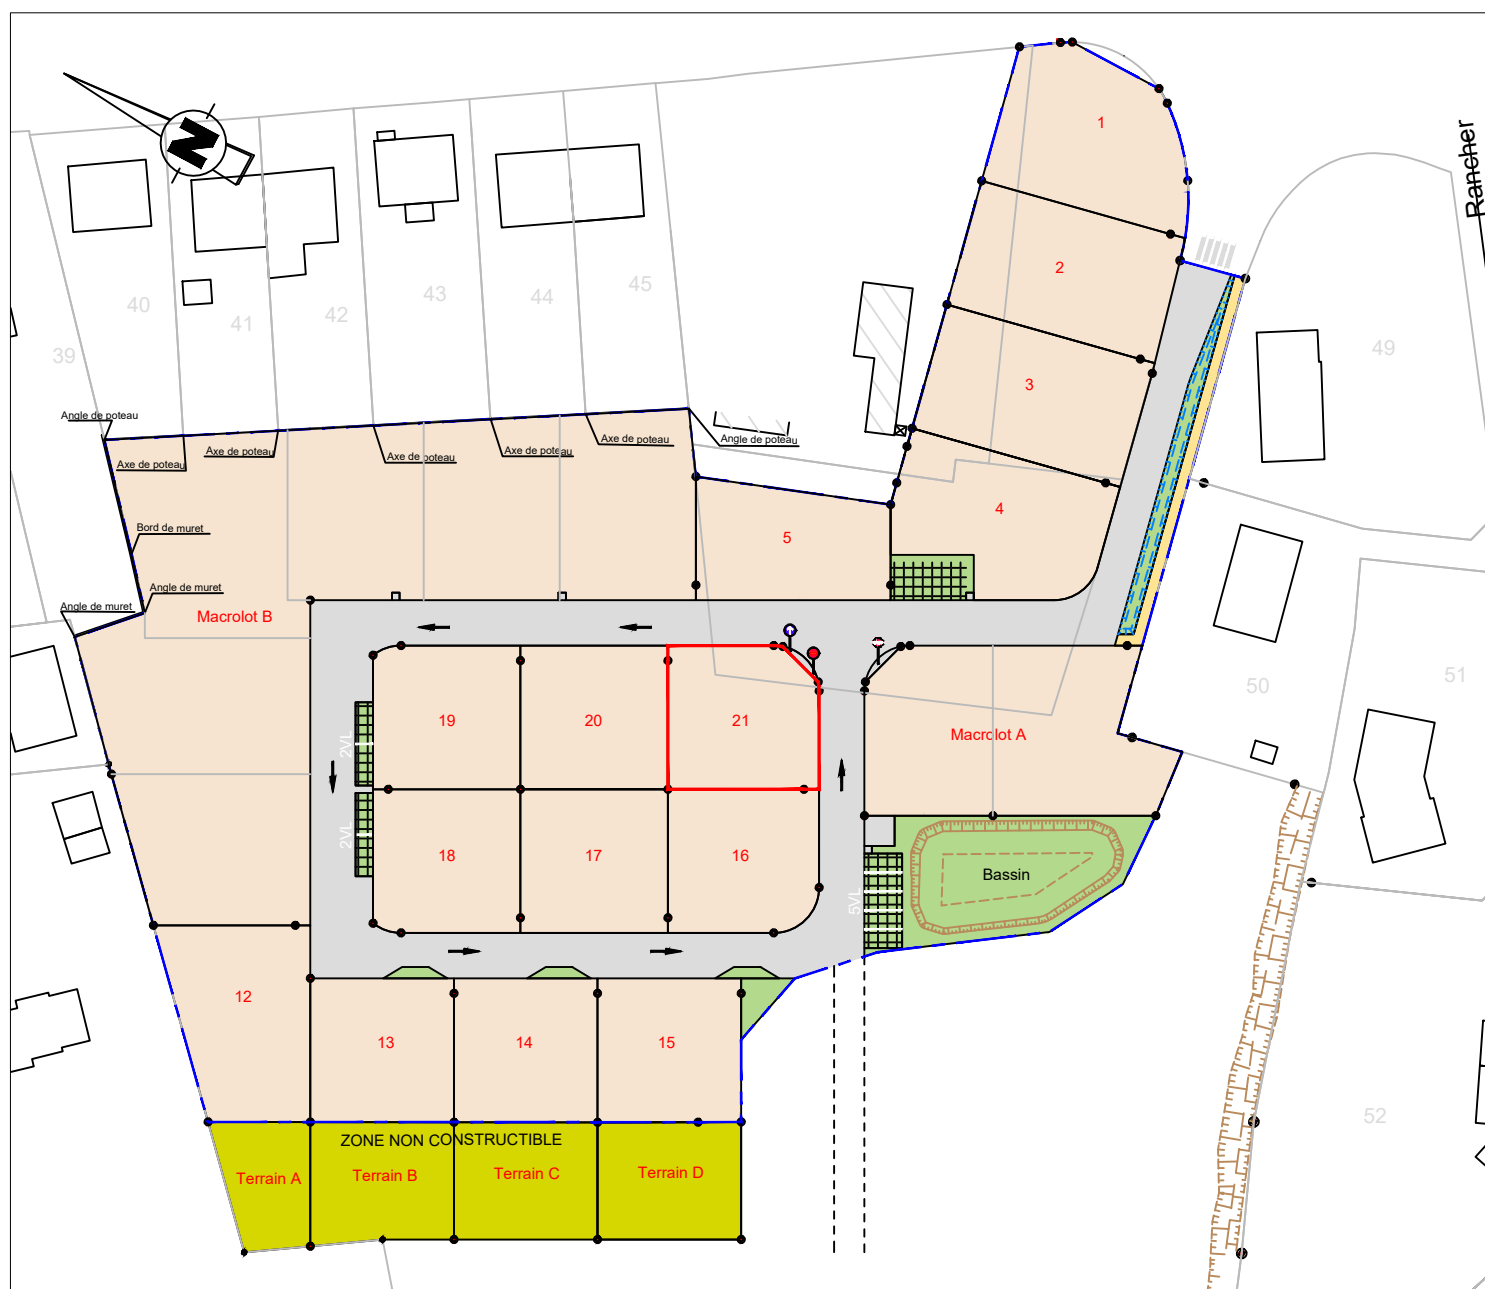 N
1
Rancher
2
40
41
42
43
44
45
39
49
3
Angle de poteau
Axe de poteau
Axe de poteau
Axe de poteau
Axe de poteau
Axe de poteau
Angle de poteau
4
5
Bord de muret
Angle de muret
Angle de muret
Macrolot B
50
51
19
20
21
Macrolot A
2VL
2VL
18
17
16
Bassin
5VL
12
13
14
15
52
ZONE NON CONSTRUCTIBLE
Terrain A
Terrain B
Terrain C
Terrain D